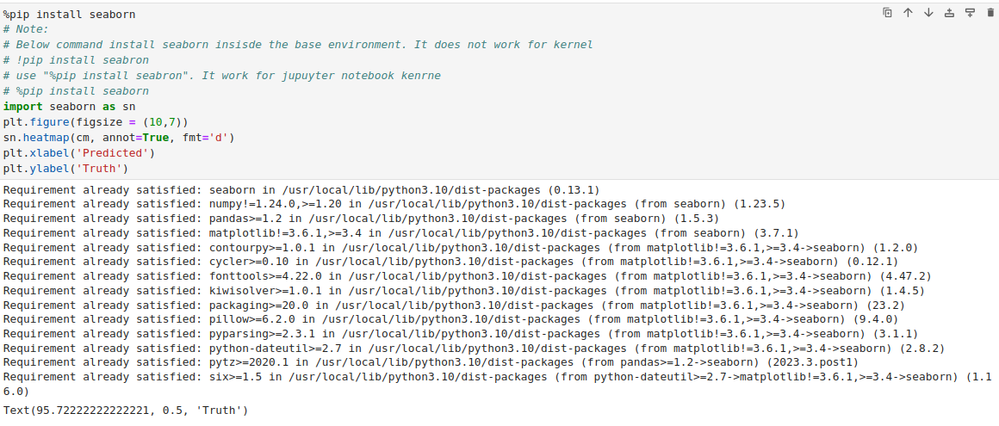 %pip install seaborn
# Note:
# Below command install seaborn insisde the base environment. It does not work for kernel
# !pip install seabron
# use "%pip install seabron". It work for jupuyter notebook kenrne
# %pip install seaborn
import seaborn as sn
plt.figure(figsize = (10,7))
sn.heatmap(cm, annot=True, fmt='d')
plt.xlabel('Predicted')
plt.ylabel('Truth')
Requirement already satisfied: seaborn in /usr/local/lib/python3.10/dist-packages (0.13.1)
Requirement already satisfied: numpy!=1.24.0,>=1.20 in /usr/local/lib/python3.10/dist-packages (from seaborn) (1.23.5)
Requirement already satisfied: pandas>=1.2 in /usr/local/lib/python3.10/dist-packages (from seaborn) (1.5.3)
Requirement already satisfied: matplotlib!=3.6.1,>=3.4 in /usr/local/lib/python3.10/dist-packages (from seaborn) (3.7.1)
Requirement already satisfied: contourpy>=1.0.1 in /usr/local/lib/python3.10/dist-packages (from matplotlib!=3.6.1,>=3.4->seaborn) (1.2.0)
Requirement already satisfied: cycler>=0.10 in /usr/local/lib/python3.10/dist-packages (from matplotlib!=3.6.1,>=3.4->seaborn) (0.12.1)
Requirement already satisfied: fonttools>=4.22.0 in /usr/local/lib/python3.10/dist-packages (from matplotlib!=3.6.1,>=3.4->seaborn) (4.47.2)
Requirement already satisfied: kiwisolver>=1.0.1 in /usr/local/lib/python3.10/dist-packages (from matplotlib!=3.6.1,>=3.4->seaborn) (1.4.5)
Requirement already satisfied: packaging>=20.0 in /usr/local/lib/python3.10/dist-packages (from matplotlib!=3.6.1,>=3.4->seaborn) (23.2)
Requirement already satisfied: pillow>=6.2.0 in /usr/local/lib/python3.10/dist-packages (from matplotlib!=3.6.1,>=3.4->seaborn) (9.4.0)
Requirement already satisfied: pyparsing>=2.3.1 in /usr/local/lib/python3.10/dist-packages (from matplotlib!=3.6.1,>=3.4->seaborn) (3.1.1)
Requirement already satisfied: python-dateutil>=2.7 in /usr/local/lib/python3.10/dist-packages (from matplotlib!=3.6.1,>=3.4->seaborn) (2.8.2)
Requirement already satisfied: pytz>=2020.1 in /usr/local/lib/python3.10/dist-packages (from pandas>=1.2->seaborn) (2023.3.post1)
Requirement already satisfied: six>=1.5 in /usr/local/lib/python3.10/dist-packages (from python-dateutil>=2.7->matplotlib!=3.6.1,>=3.4->seaborn) (1.1
6.0)
Text(95.72222222222221, 0.5, 'Truth')